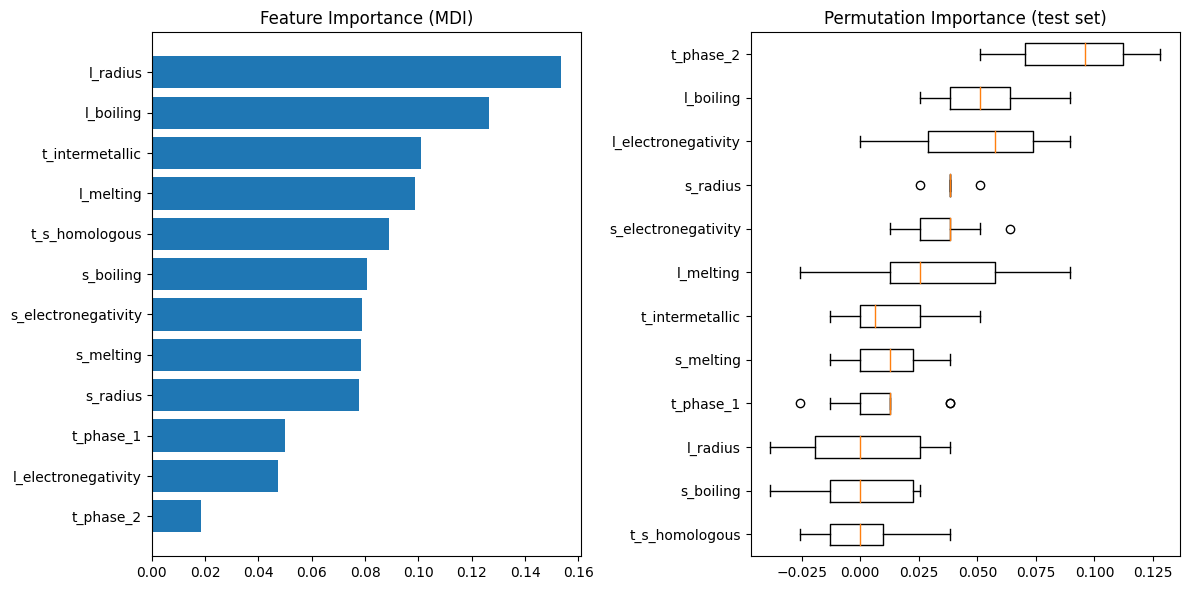 Feature Importance (MDI)
l_radius
l_boiling
t_intermetallic
l_melting
t_s_homologous
s_boiling
s_electronegativity
s_melting
s_radius
t_phase_1
l_electronegativity
t_phase_2
0.00 0.02 0.04 0.06 0.08 0.10 0.12 0.14 0.16
Permutation Importance (test set)
t_phase_2
l_boiling
l_electronegativity
s_radius
s_electronegativity
l_melting
t_intermetallic
s_melting
t_phase_1
l_radius
s_boiling
t_s_homologous
−0.025 0.000 0.025 0.050 0.075 0.100 0.125